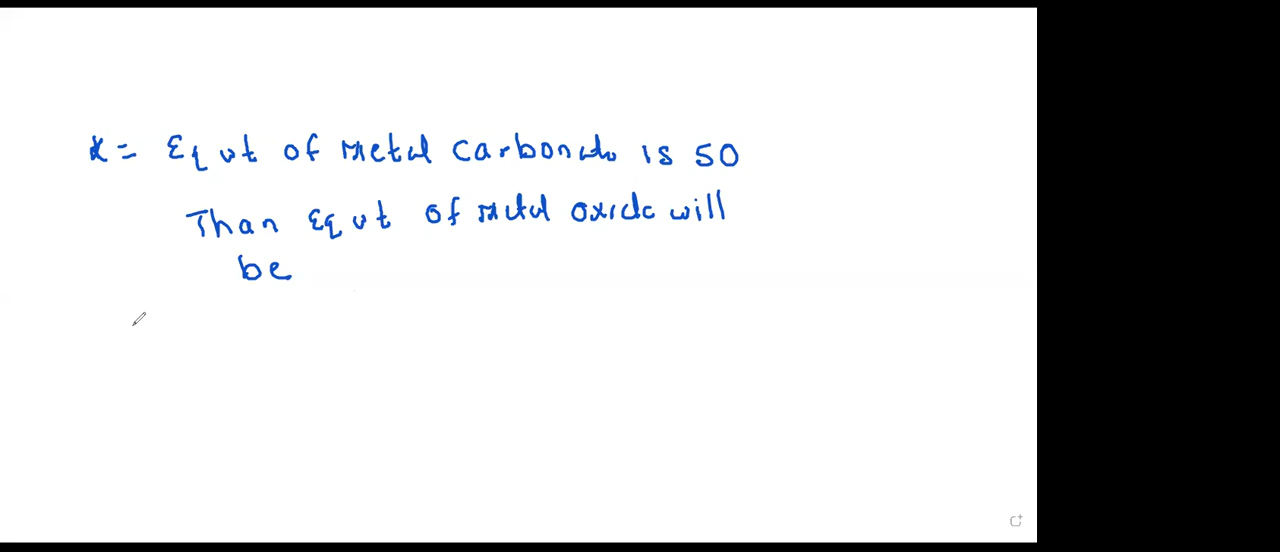 x = Eq wt of Metal carbonate is 50
Than Eq wt of Metal oxide will
be